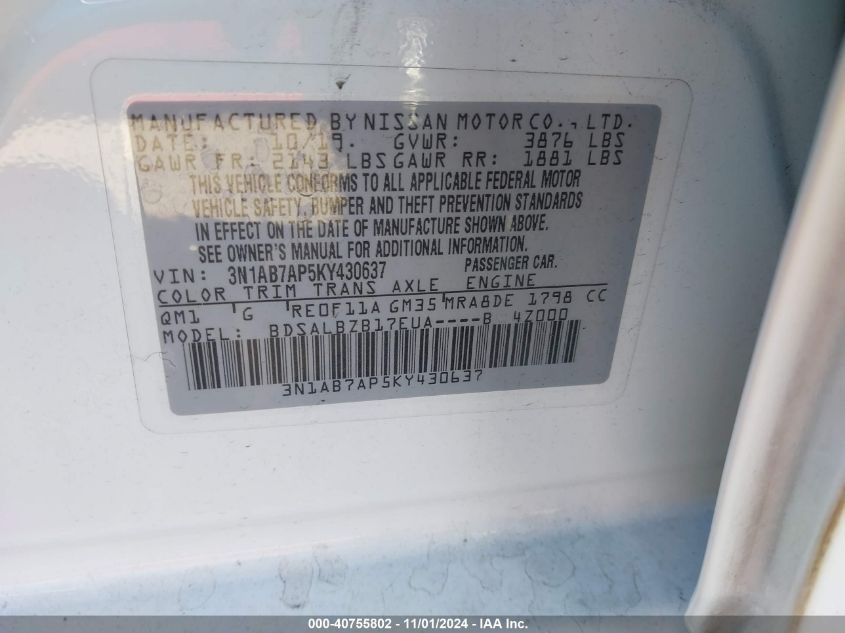 MANUFACTURED BY NISSAN MOTOR CO., LTD.
DATE: 10/19. GVWR: 3876 LBS
GAWR FR: 2143 LBS GAWR RR: 1881 LBS
THIS VEHICLE CONFORMS TO ALL APPLICABLE FEDERAL MOTOR
VEHICLE SAFETY, BUMPER AND THEFT PREVENTION STANDARDS
IN EFFECT ON THE DATE OF MANUFACTURE SHOWN ABOVE.
SEE OWNER'S MANUAL FOR ADDITIONAL INFORMATION.
VIN: 3N1AB7AP5KY430637 PASSENGER CAR.
COLOR TRIM TRANS AXLE ENGINE
QM1 G RE0F11A GM35 MRA8DE 1798 CC
MODEL: BDSALBZB17EUA----B 4Z000
3N1AB7AP5KY430637
000-40755802 - 11/01/2024 - IAA Inc.